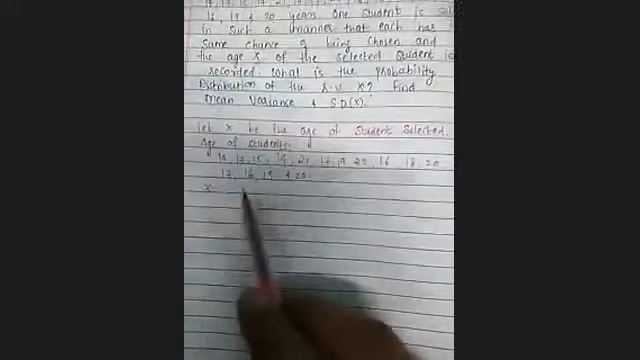 16, 19 & 20 years One student is sel
in Such a manner that each has
Same chance of being Chosen and
the age X of the selected Student is
recorded. What is the probability
Distribution of the r.v X? Find
Mean Variance & S.D(X).
Let X be the age of Student Selected.
Age of students:
14, 17, 15, 14, 21, 17, 19, 20, 16, 18, 20,
17, 16, 19 & 20
X